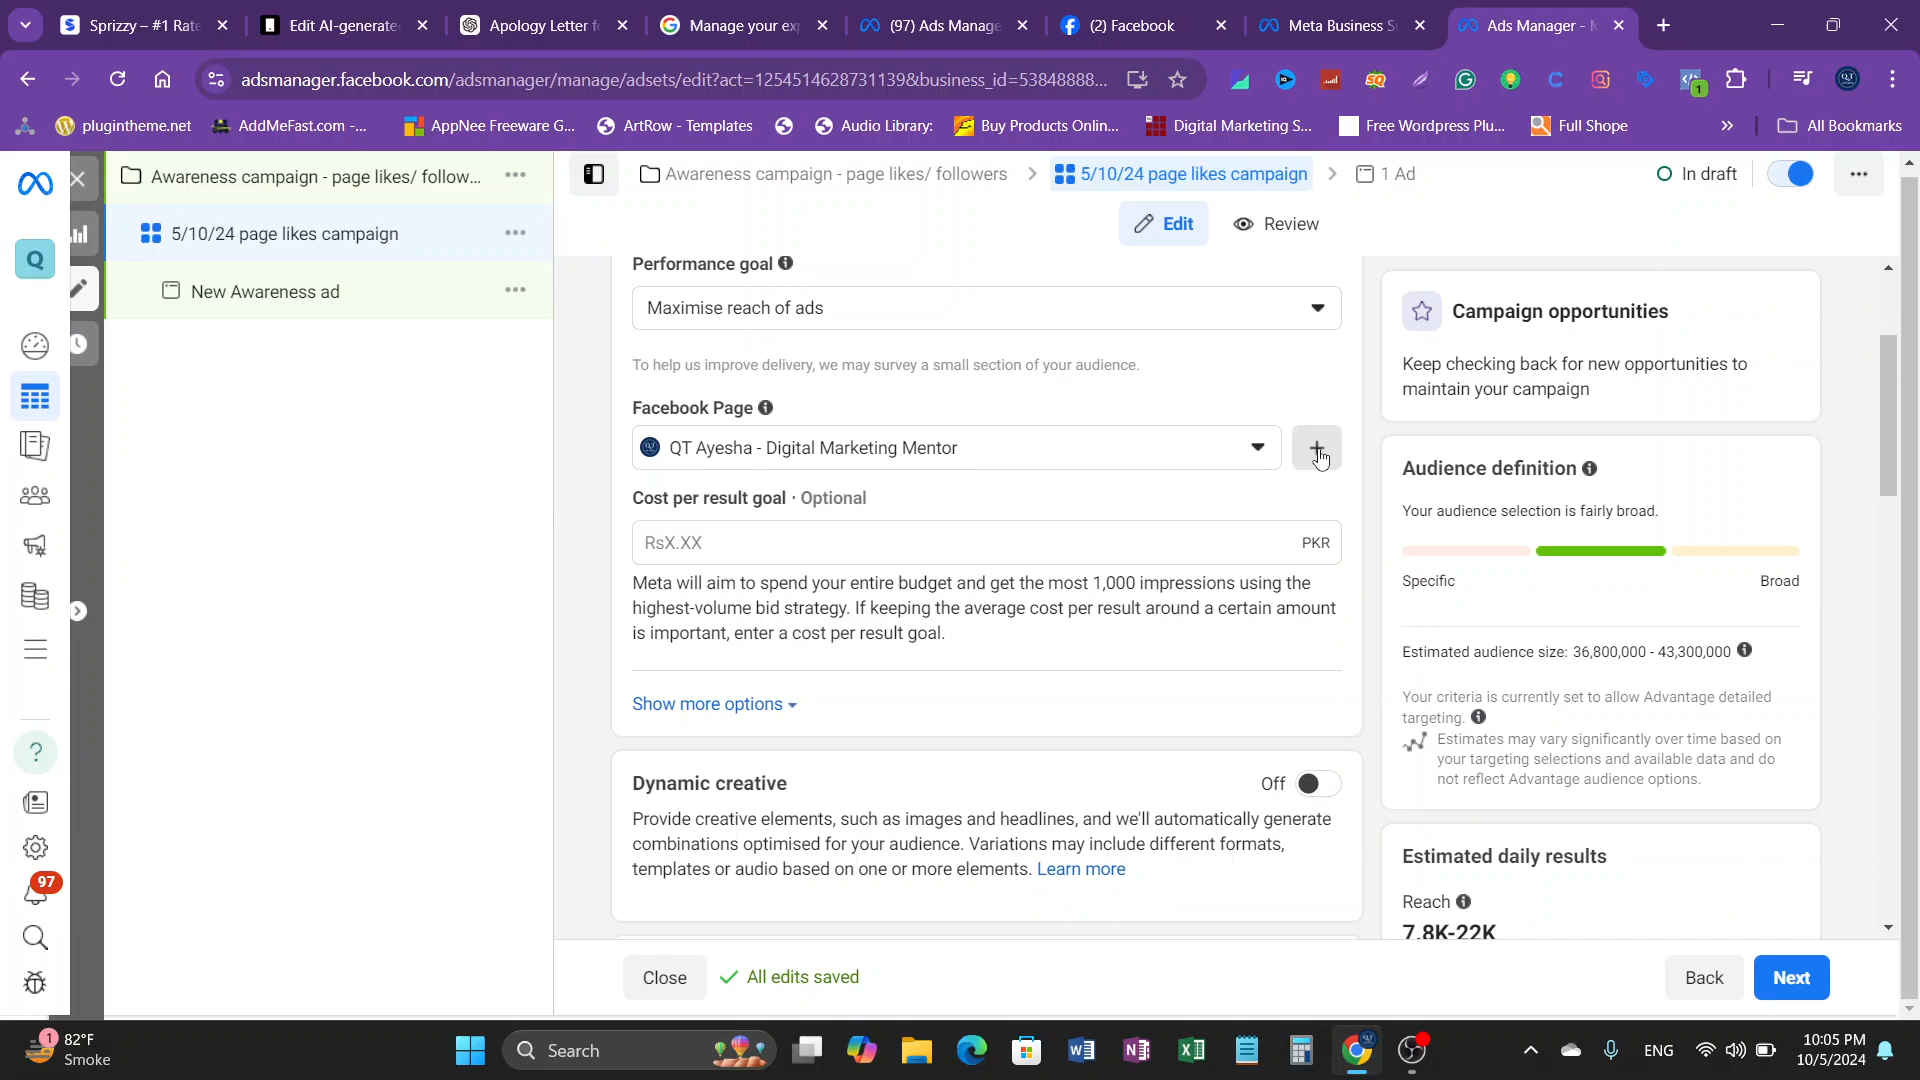 Sprizzy – #1 Rate
Edit AI-generate
Apology Letter f
Manage your ex
(97) Ads Manage
(2) Facebook
Meta Business S
Ads Manager - M
adsmanager.facebook.com/adsmanager/manage/adsets/edit?act=1254514628731139&business_id=53848888...
1
plugintheme.net
AddMeFast.com -...
AppNee Freeware G...
ArtRow - Templates
Audio Library:
Buy Products Onlin...
Digital Marketing S...
Free Wordpress Plu...
Full Shope
All Bookmarks
Awareness campaign - page likes/ follow...
Awareness campaign - page likes/ followers
5/10/24 page likes campaign
1 Ad
In draft
5/10/24 page likes campaign
Edit
Review
Q
New Awareness ad
Performance goal
Maximise reach of ads
To help us improve delivery, we may survey a small section of your audience.
Facebook Page
QT Ayesha - Digital Marketing Mentor
Cost per result goal · Optional
RsX.XX
PKR
Meta will aim to spend your entire budget and get the most 1,000 impressions using the
highest-volume bid strategy. If keeping the average cost per result around a certain amount
is important, enter a cost per result goal.
Show more options
Dynamic creative
Off
Provide creative elements, such as images and headlines, and we'll automatically generate
combinations optimised for your audience. Variations may include different formats,
templates or audio based on one or more elements. Learn more
Campaign opportunities
Keep checking back for new opportunities to
maintain your campaign
Audience definition
Your audience selection is fairly broad.
Specific
Broad
Estimated audience size: 36,800,000 - 43,300,000
Your criteria is currently set to allow Advantage detailed
targeting.
Estimates may vary significantly over time based on
your targeting selections and available data and do
not reflect Advantage audience options.
Estimated daily results
Reach
7.8K-22K
97
Close
All edits saved
Back
Next
1
82°F
Smoke
Search
ENG
10:05 PM
10/5/2024